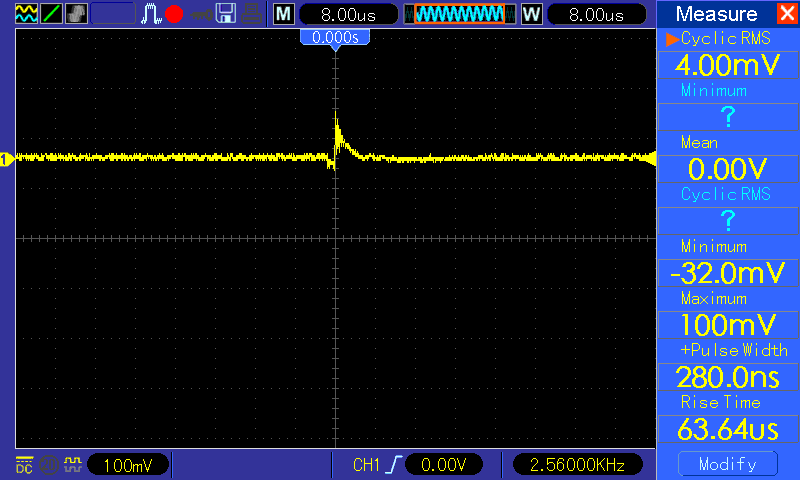 M 8.00us W 8.00us
0.000s
1
Measure
Cyclic RMS
4.00mV
Minimum
?
Mean
0.00V
Cyclic RMS
?
Minimum
-32.0mV
Maximum
100mV
+Pulse Width
280.0ns
Rise Time
63.64us
Modify
DC 100mV CH1 0.00V 2.56000KHz